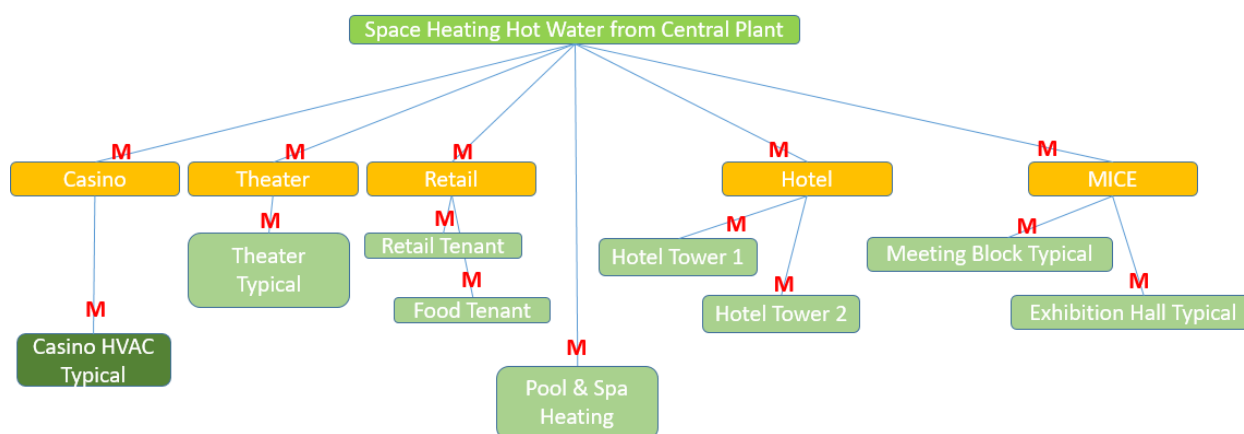 Space Heating Hot Water from Central Plant
M M M M M
Casino Theater Retail Hotel MICE
M M M M
Theater Typical
Retail Tenant
Hotel Tower 1
Meeting Block Typical
M M M M
Food Tenant
Hotel Tower 2
Exhibition Hall Typical
Casino HVAC
Typical
M
Pool & Spa
Heating